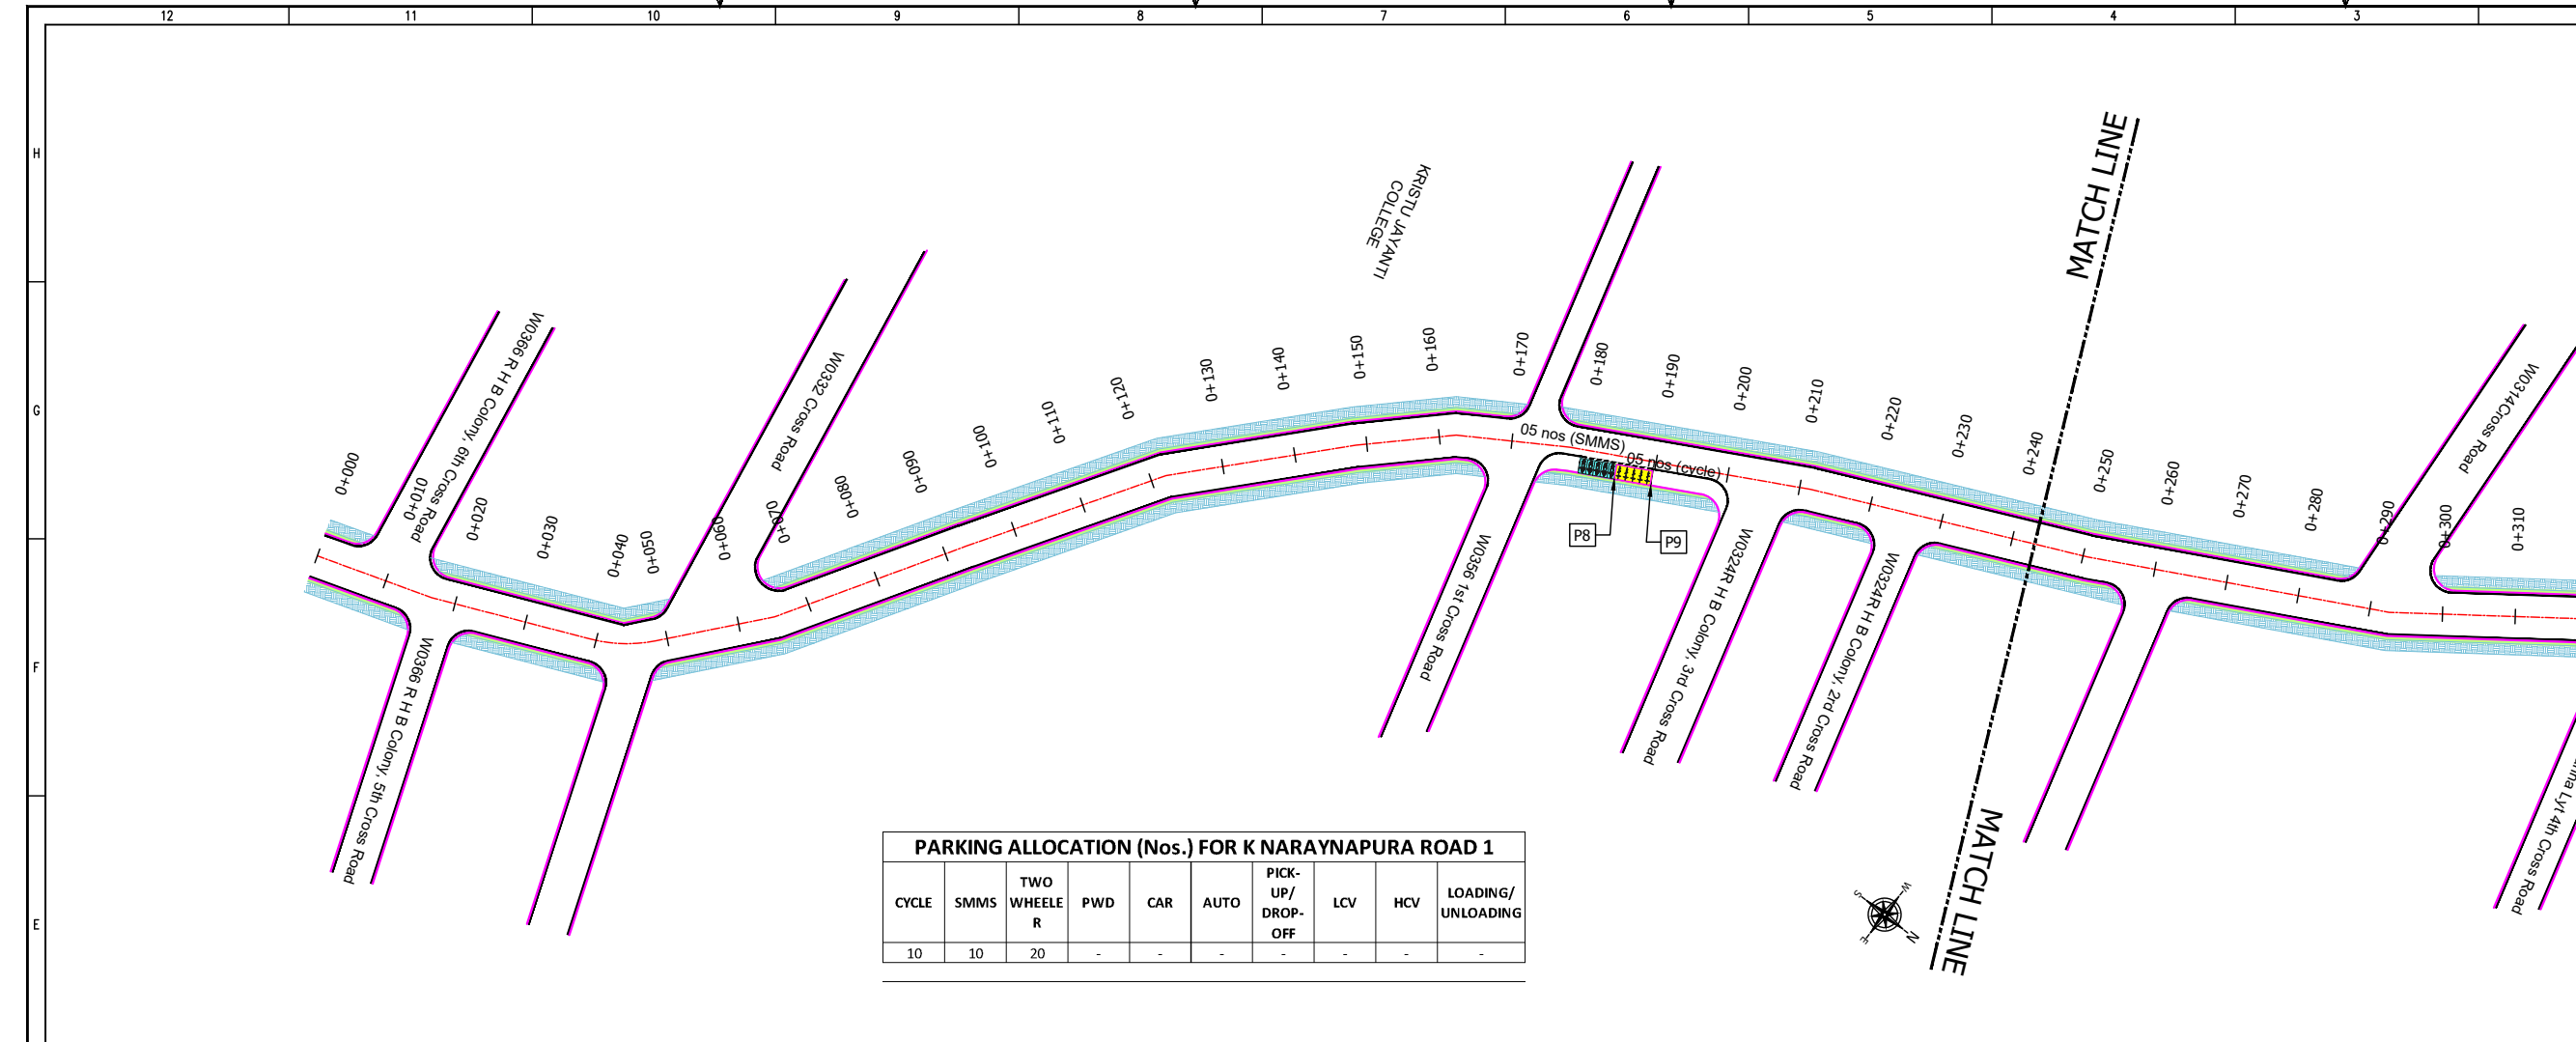 12 11 10 9 8 7 6 5 4 3
H
G
F
E
MATCH LINE
KRISTU JAYANTI
COLLEGE
W0366 R H B Colony, 6th Cross Road
W0332 Cross Road
W0314Cross Road
0+000
0+010
0+020
0+030
0+040
0+050
0+060
0+070
0+080
0+090
0+100
0+110
0+120
0+130
0+140
0+150
0+160
0+170
0+180
0+190
0+200
0+210
0+220
0+230
0+240
0+250
0+260
0+270
0+280
0+290
0+300
0+310
05 nos (SMMS)
05 nos (cycle)
P8
P9
W0366 R H B Colony, 5th Cross Road
W0356 1st Cross Road
W0324R H B Colony, 3rd Cross Road
W0324R H B Colony, 2rd Cross Road
Lyt 4th Cross Road
MATCH LINE
S W E N
PARKING ALLOCATION (Nos.) FOR K NARAYNAPURA ROAD 1
CYCLE SMMS TWO WHEELE R PWD CAR AUTO PICK-UP/ DROP-OFF LCV HCV LOADING/ UNLOADING
10 10 20 - - - - - - -